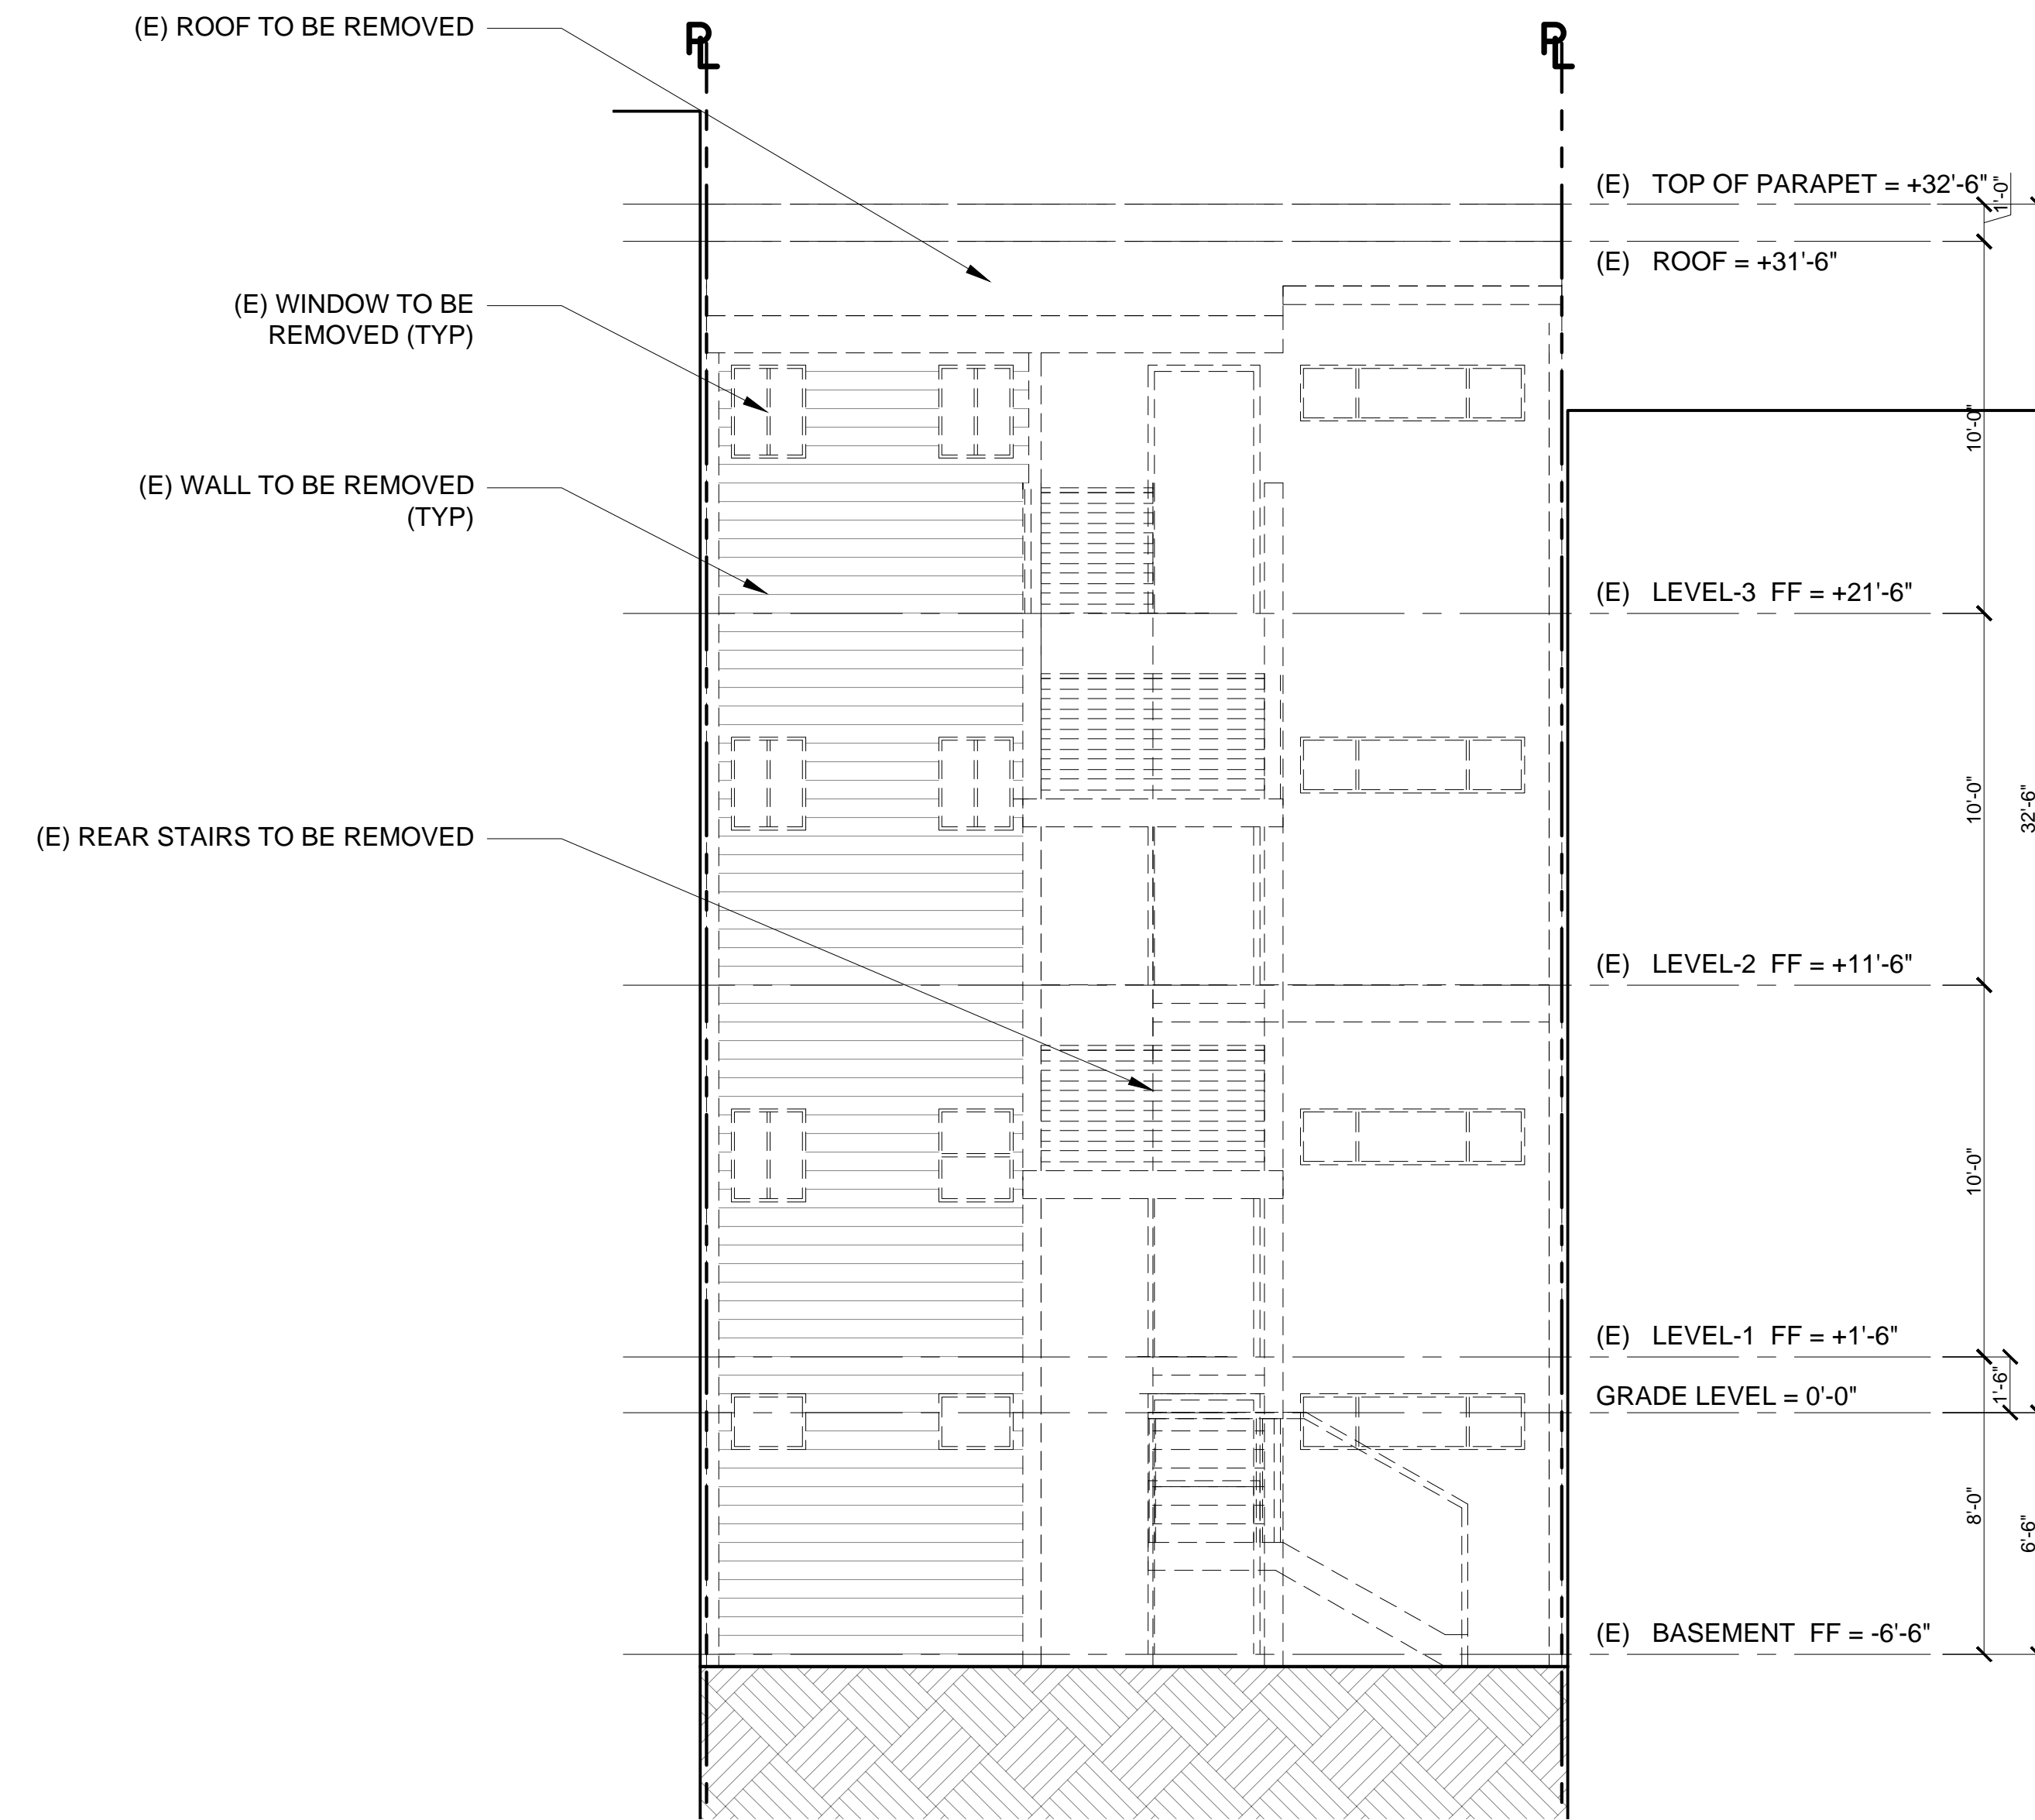 (E) ROOF TO BE REMOVED
PL
PL
(E) TOP OF PARAPET = +32'-6"
1'-0"
(E) ROOF = +31'-6"
(E) WINDOW TO BE
REMOVED (TYP)
10'-0"
(E) WALL TO BE REMOVED
(TYP)
(E) LEVEL-3 FF = +21'-6"
10'-0"
32'-6"
(E) REAR STAIRS TO BE REMOVED
(E) LEVEL-2 FF = +11'-6"
10'-0"
(E) LEVEL-1 FF = +1'-6"
1'-6"
GRADE LEVEL = 0'-0"
8'-0"
6'-6"
(E) BASEMENT FF = -6'-6"